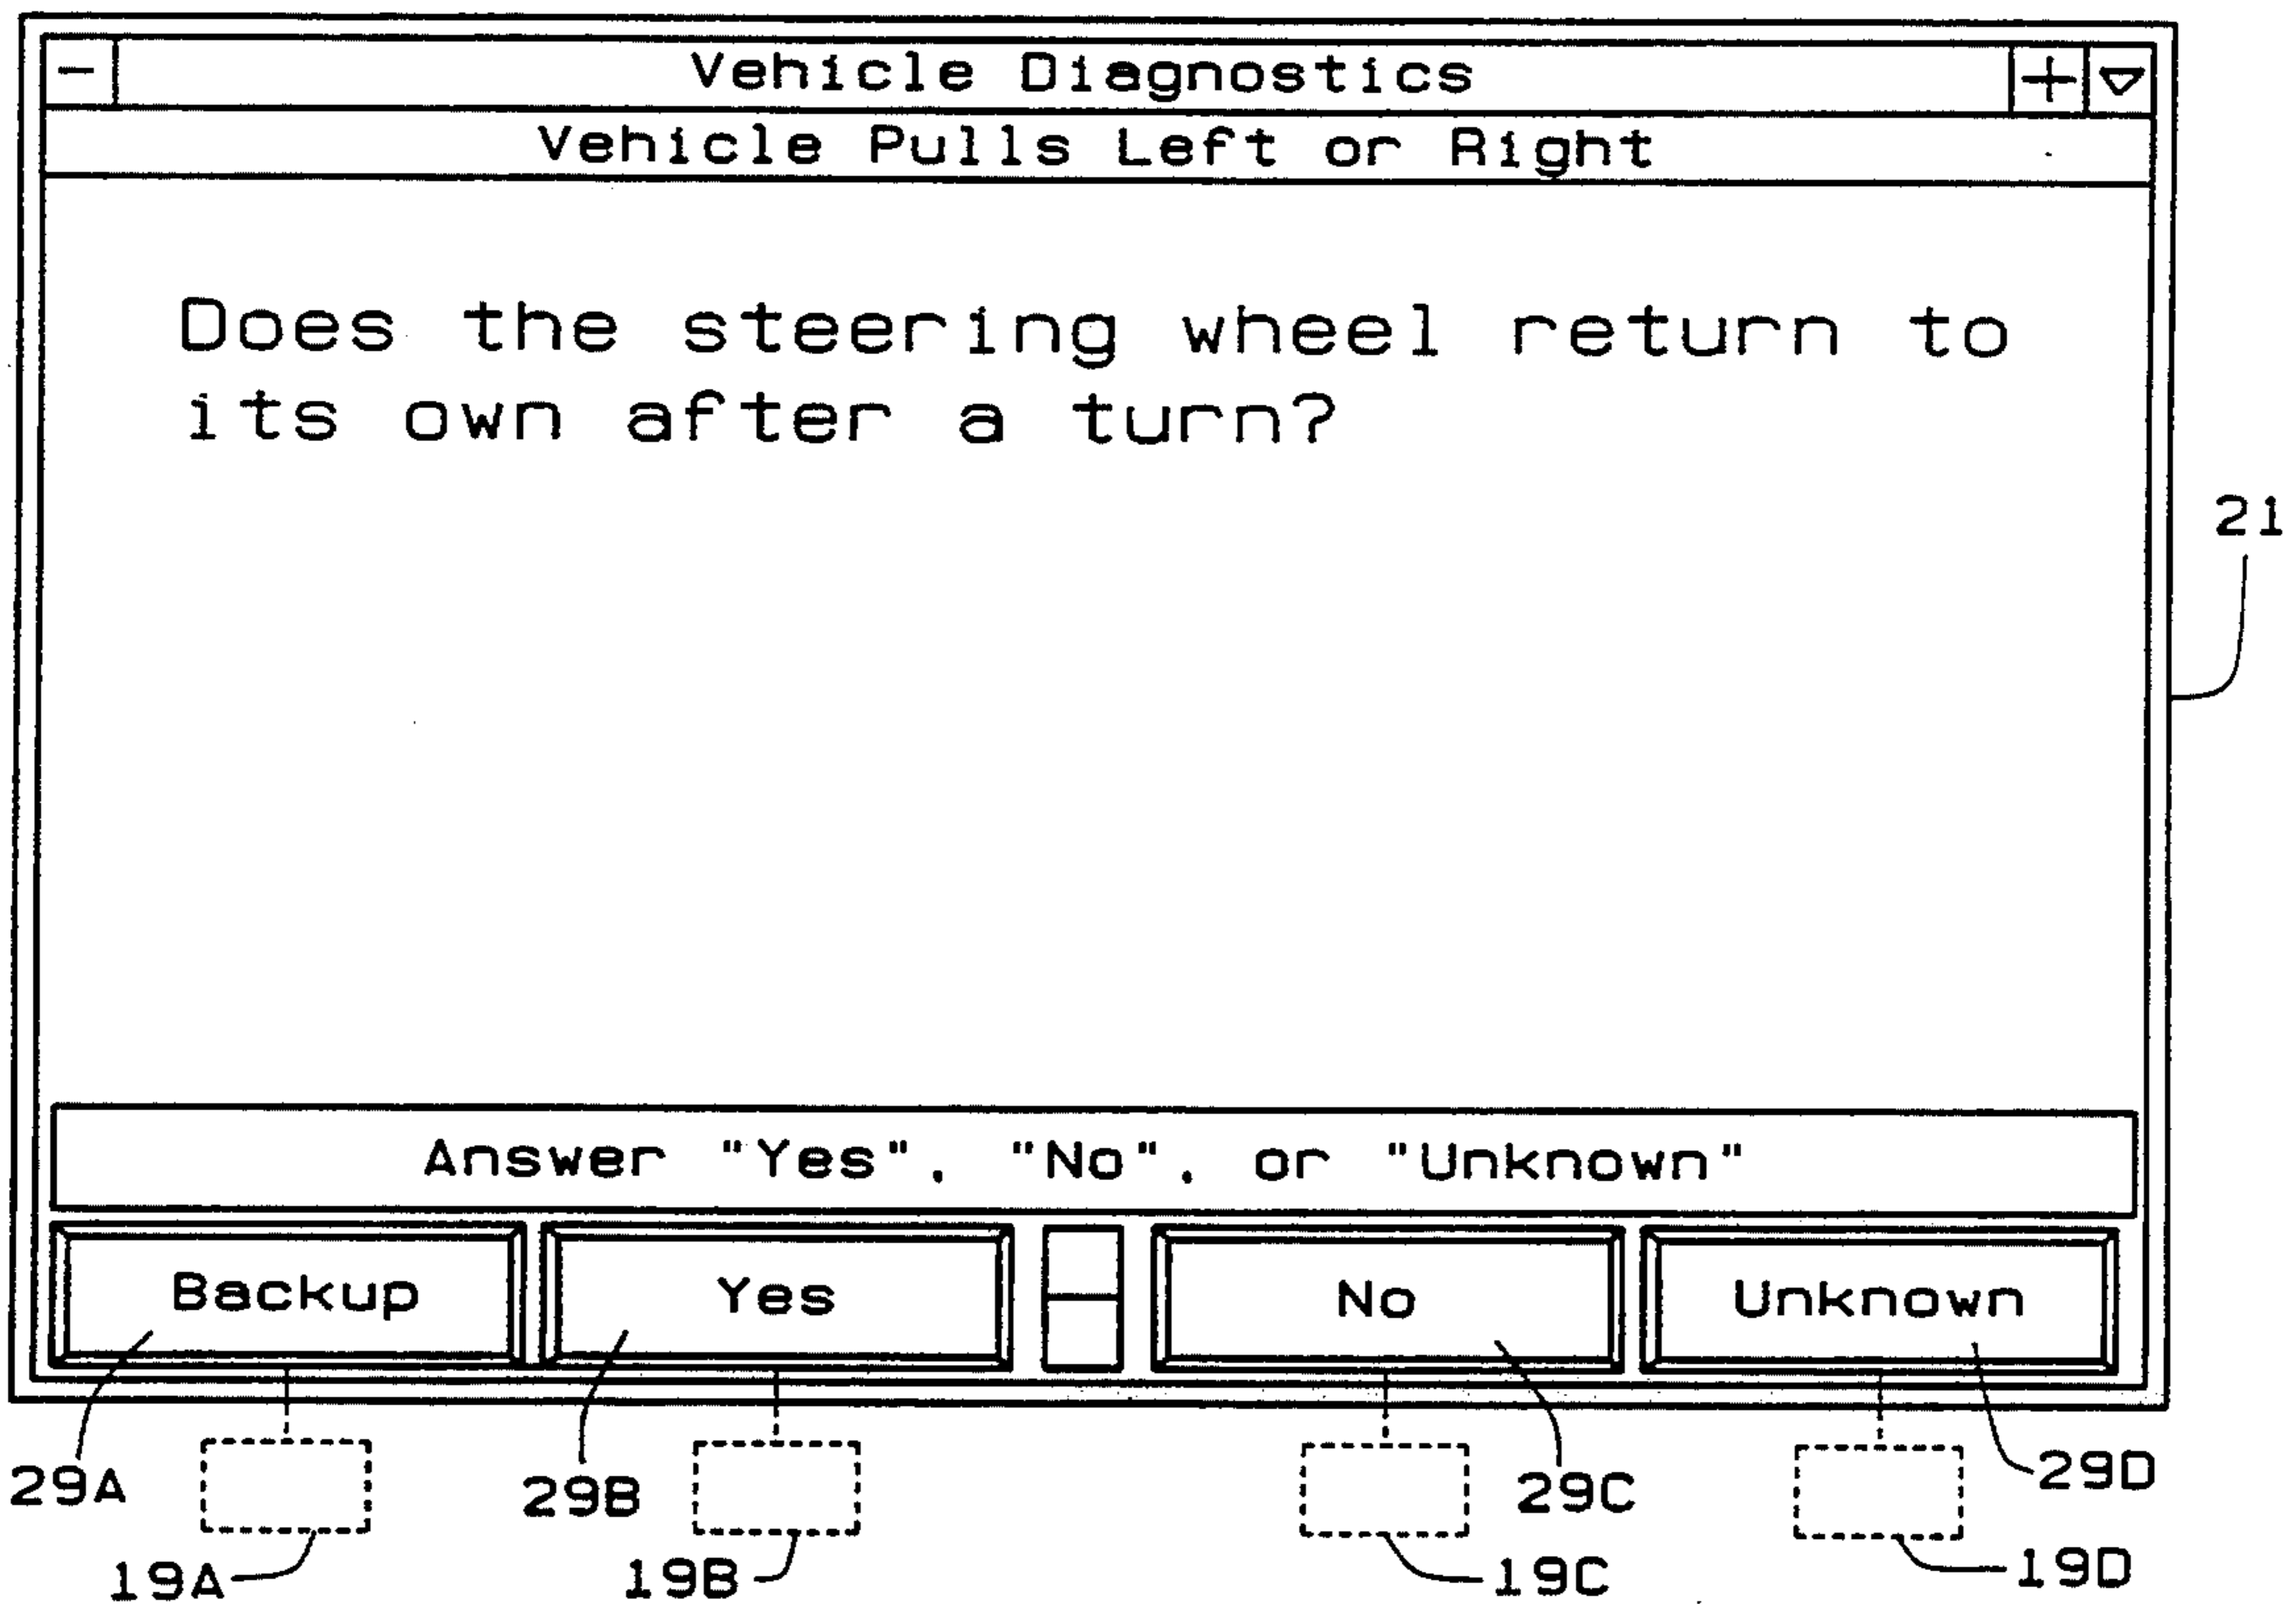 Vehicle Diagnostics
Vehicle Pulls Left or Right
Does the steering wheel return to
its own after a turn?
21
Answer "Yes", "No", or "Unknown"
Backup Yes No Unknown
29A 29B 29C 29D
19A 19B 19C 19D